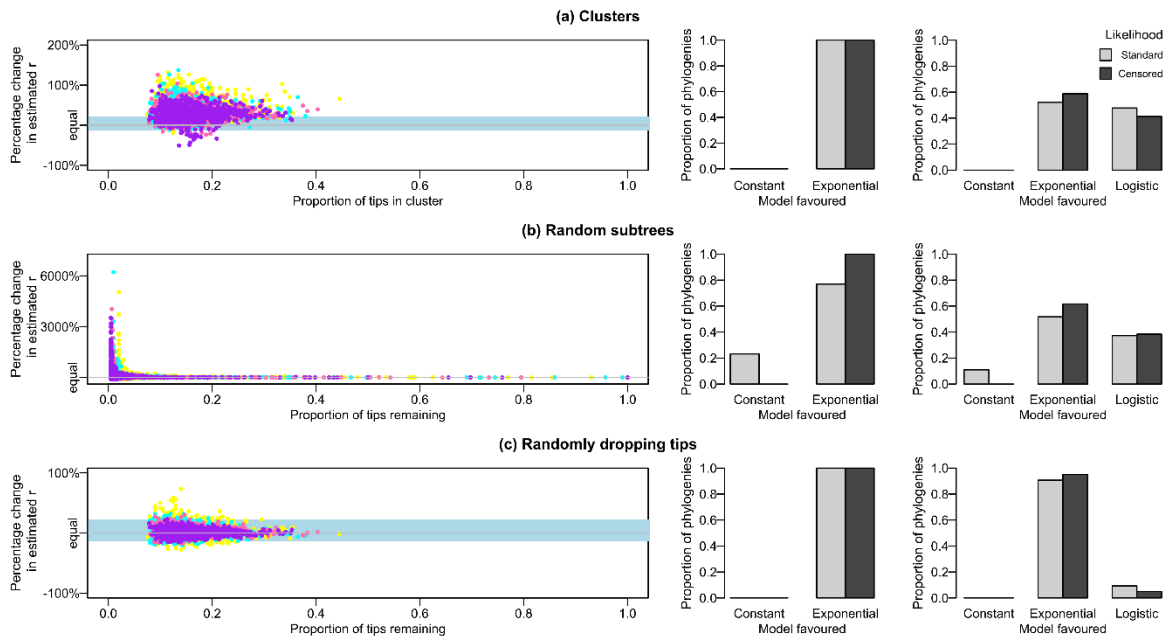 (a) Clusters
Percentage change
in estimated r
200%
100%
equal
-100%
0.0 0.2 0.4 0.6 0.8 1.0
Proportion of tips in cluster
Proportion of phylogenies
1.0
0.8
0.6
0.4
0.2
0.0
Constant Exponential
Model favoured
Proportion of phylogenies
1.0
0.8
0.6
0.4
0.2
0.0
Constant Exponential Logistic
Model favoured
Likelihood
Standard
Censored
(b) Random subtrees
Percentage change
in estimated r
6000%
3000%
equal
0.0 0.2 0.4 0.6 0.8 1.0
Proportion of tips remaining
Proportion of phylogenies
1.0
0.8
0.6
0.4
0.2
0.0
Constant Exponential
Model favoured
Proportion of phylogenies
1.0
0.8
0.6
0.4
0.2
0.0
Constant Exponential Logistic
Model favoured
(c) Randomly dropping tips
Percentage change
in estimated r
100%
equal
-100%
0.0 0.2 0.4 0.6 0.8 1.0
Proportion of tips remaining
Proportion of phylogenies
1.0
0.8
0.6
0.4
0.2
0.0
Constant Exponential
Model favoured
Proportion of phylogenies
1.0
0.8
0.6
0.4
0.2
0.0
Constant Exponential Logistic
Model favoured